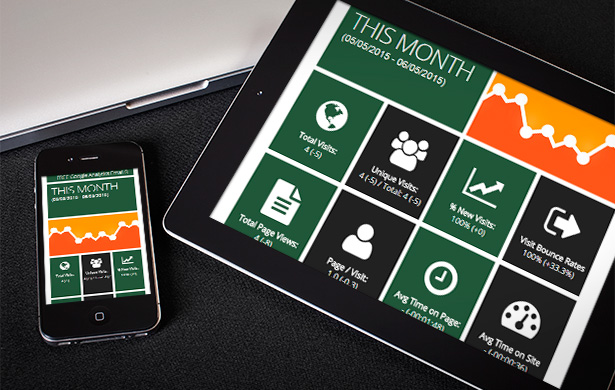 THIS MONTH
(05/05/2015 - 06/05/2015)
Total Visits:
4 (-5)
Unique Visits:
4 (-5) / Total: 4 (-5)
% New Visits:
100% (+0)
Visit Bounce Rates
100% (+33.3%)
Total Page Views:
4 (-8)
Page / Visit:
1.0 (-0.3)
Avg Time on Page:
- (-00:01:48)
Avg Time on Site
- (-00:00:36)
Google Analytics
THIS MONTH
(05/05/2015 - 06/05/2015)
Total Visits:
4 (-5)
Unique Visits:
% New Visits: